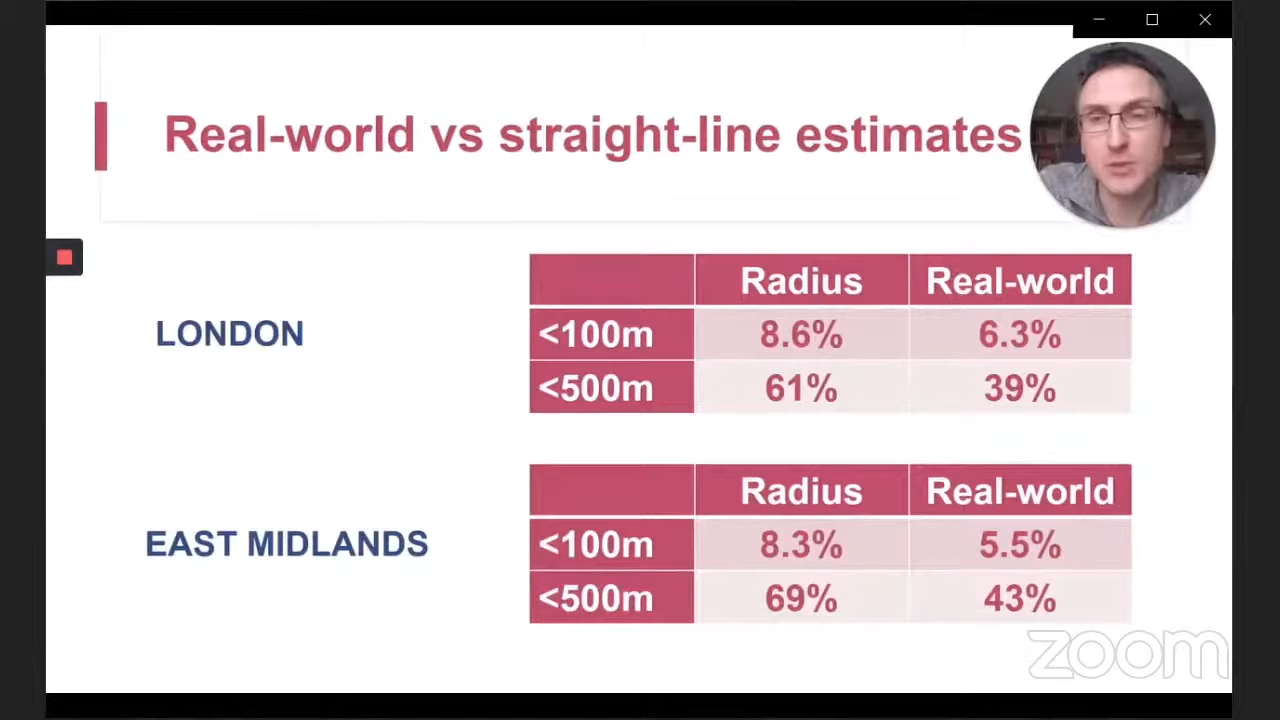 Real-world vs straight-line estimates
LONDON
Radius Real-world
<100m 8.6% 6.3%
<500m 61% 39%
EAST MIDLANDS
Radius Real-world
<100m 8.3% 5.5%
<500m 69% 43%
zoom